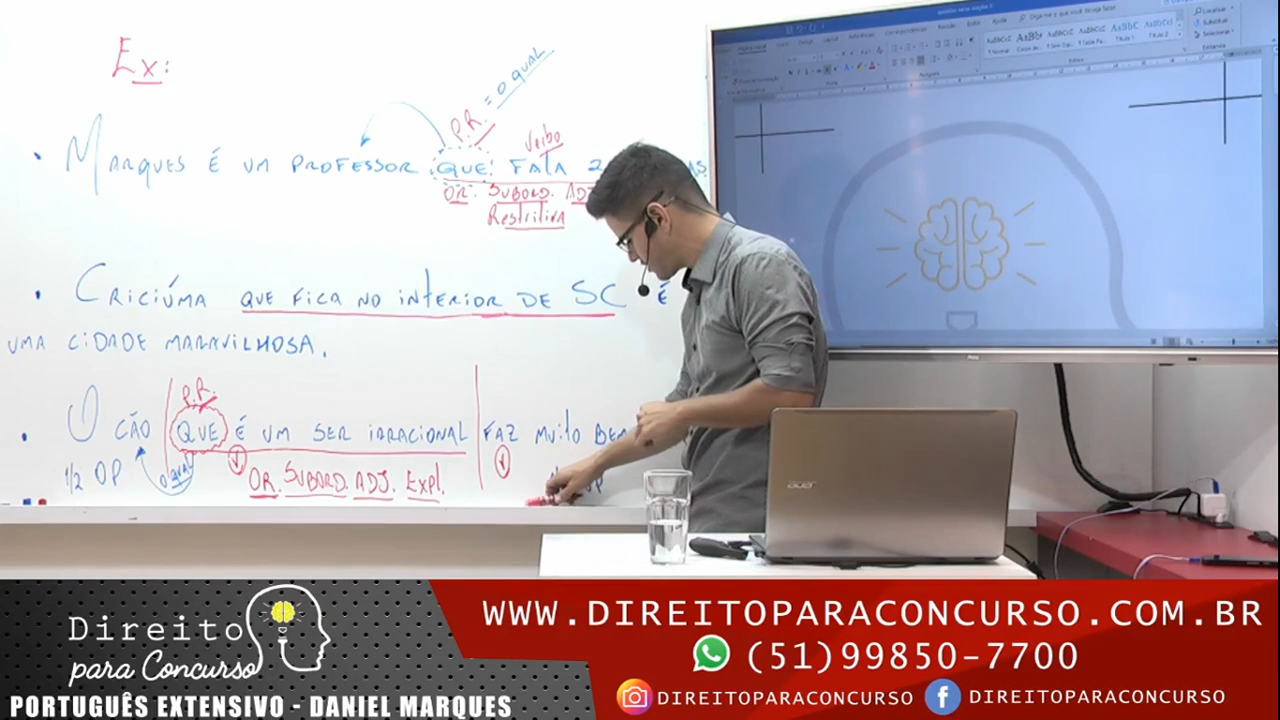 Ex:
P.R. = O QUAL
Verbo
• MARQUES É UM PROFESSOR QUE FALA 2
OR. SUBORD. ADJ
Restritiva
• CRICIÚMA QUE FICA NO INTERIOR DE SC É
UMA CIDADE MARAVILHOSA.
P.R.
• O CÃO QUE É UM SER IRRACIONAL FAZ MUITO BEM
1/2 OP O QUAL OR. SUBORD. ADJ. Expl.
acer
Direito
para Concurso
PORTUGUÊS EXTENSIVO - DANIEL MARQUES
WWW.DIREITOPARACONCURSO.COM.BR
(51)99850-7700
DIREITOPARACONCURSO
DIREITOPARACONCURSO